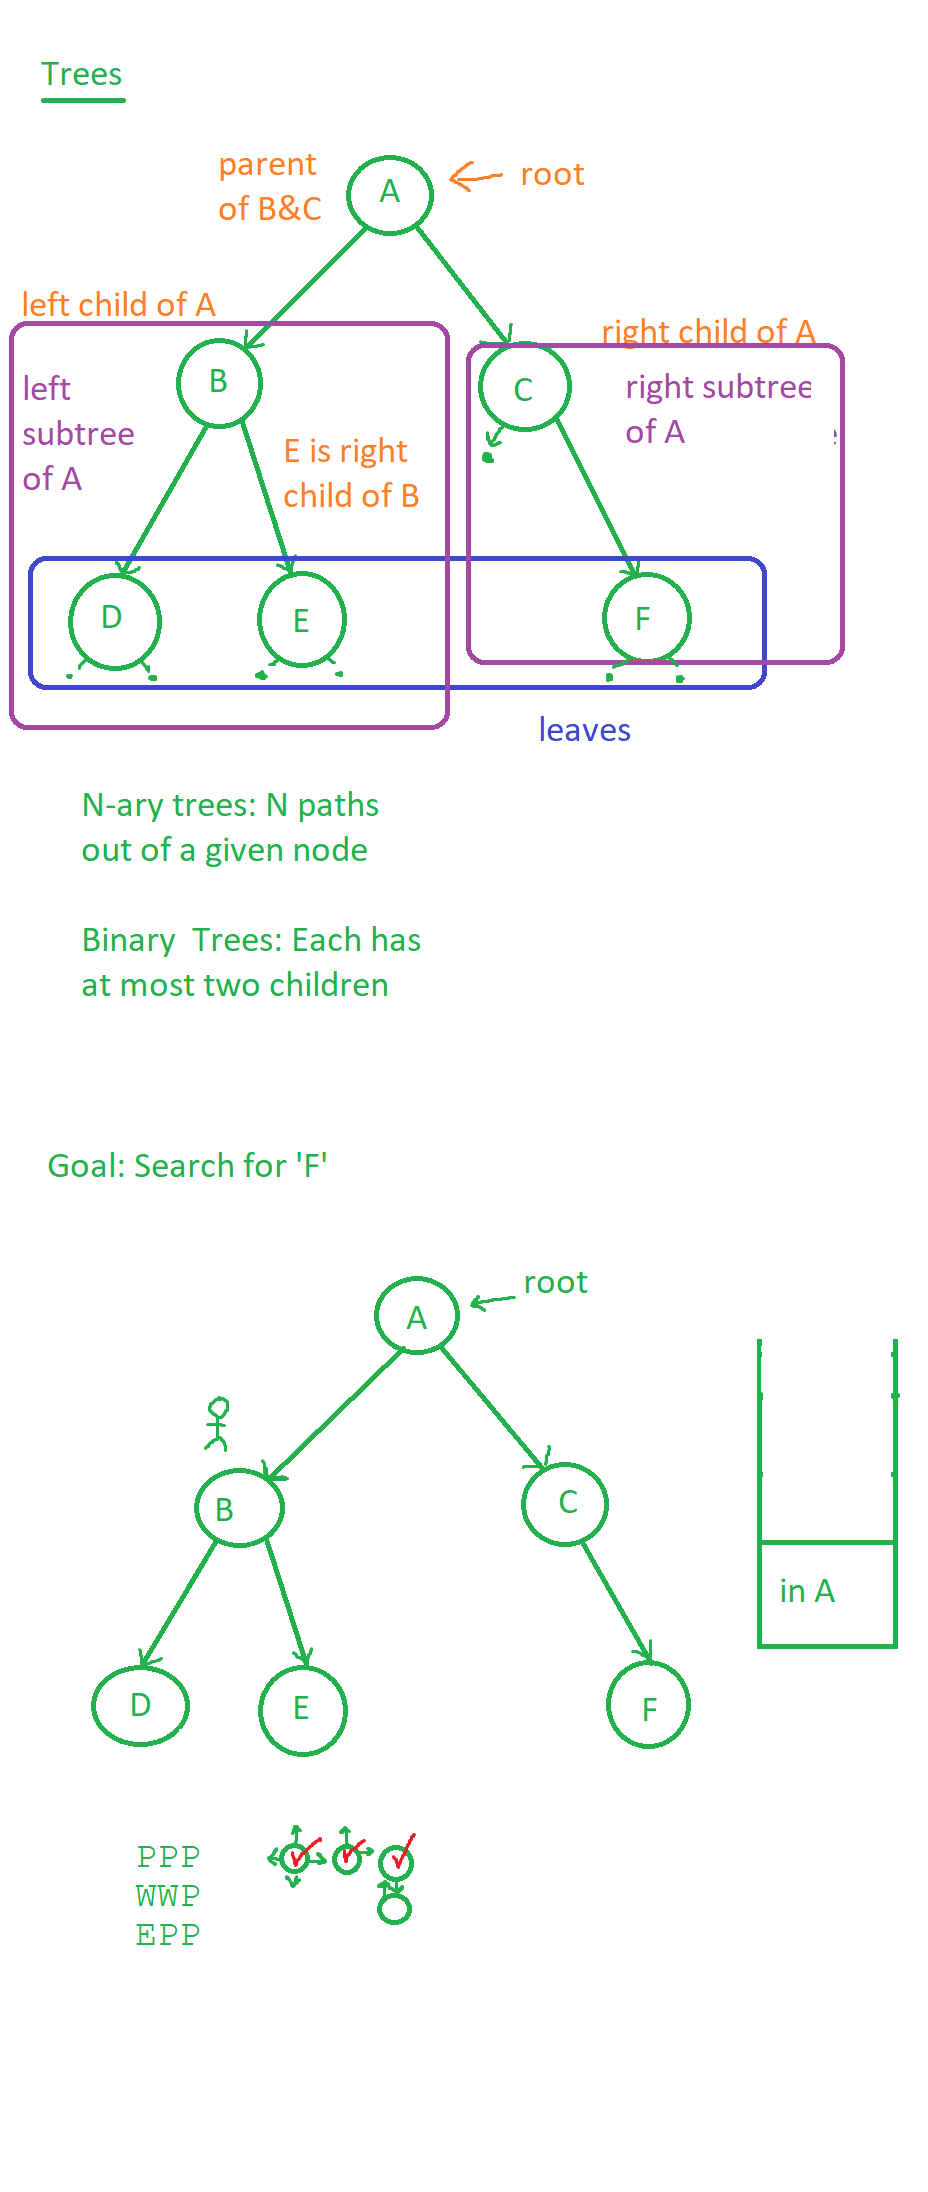 Trees
parent
of B&C
A
root
left child of A
right child of A
B
C
left
subtree
of A
right subtree
of A
E is right
child of B
D
E
F
leaves
N-ary trees: N paths
out of a given node
Binary  Trees: Each has
at most two children
Goal: Search for 'F'
root
A
B
C
in A
D
E
F
PPP
WWP
EPP